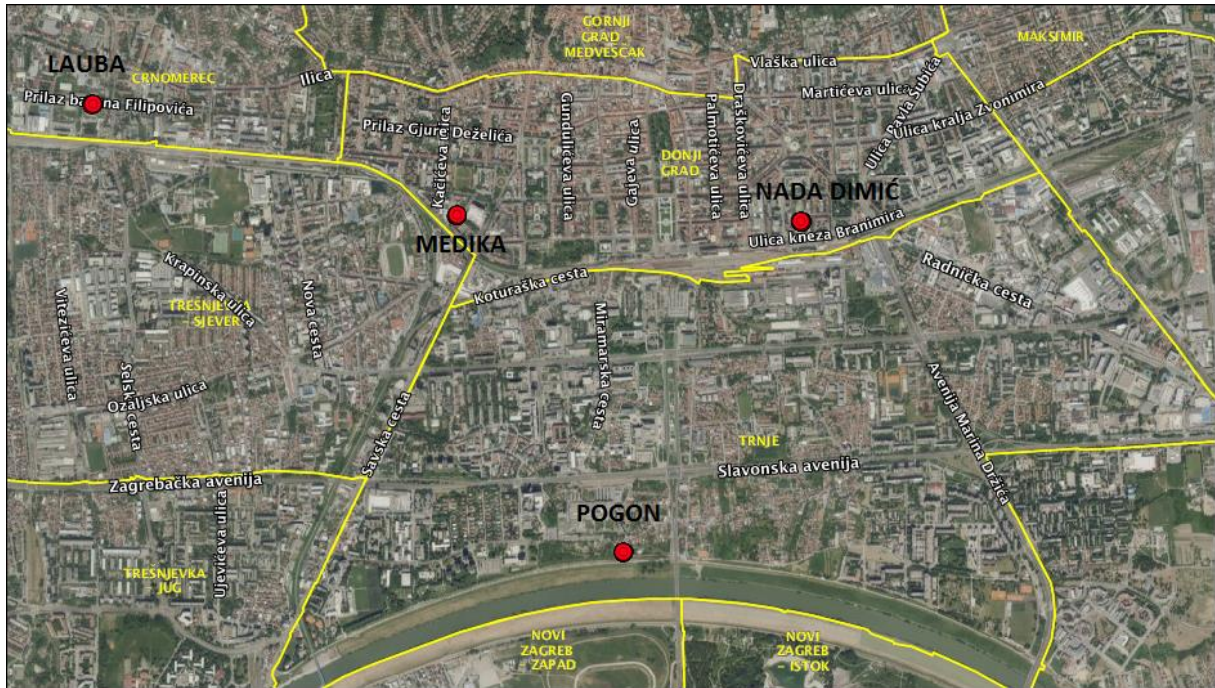 GORNJI
GRAD -
MEDVEŠČAK
MAKSIMIR
LAUBA
ČRNOMEREC
Ilica
Vlaška ulica
Martićeva ulica
Prilaz ba na Filipovića
Prilaz Gjure Deželića
Kačićeva ulica
Gundulićeva ulica
Gajeva ulica
Palmotićeva ulica
Draškovićeva ulica
Ulica Pavla Šubića
Ulica kralja Zvonimira
DONJI
GRAD
NADA DIMIĆ
MEDIKA
Ulica kneza Branimira
Koturaška cesta
Radnička cesta
Krapinska ulica
TREŠNJEVKA
- SJEVER
Nova cesta
Vitezićeva ulica
Selska cesta
Ozaljska ulica
Savska cesta
Miramarska cesta
Avenija Marina Držića
TRNJE
Slavonska avenija
Zagrebačka avenija
POGON
Ujevićeva ulica
TREŠNJEVKA
JUG
NOVI
ZAGREB
- ZAPAD
NOVI
ZAGREB
- ISTOK